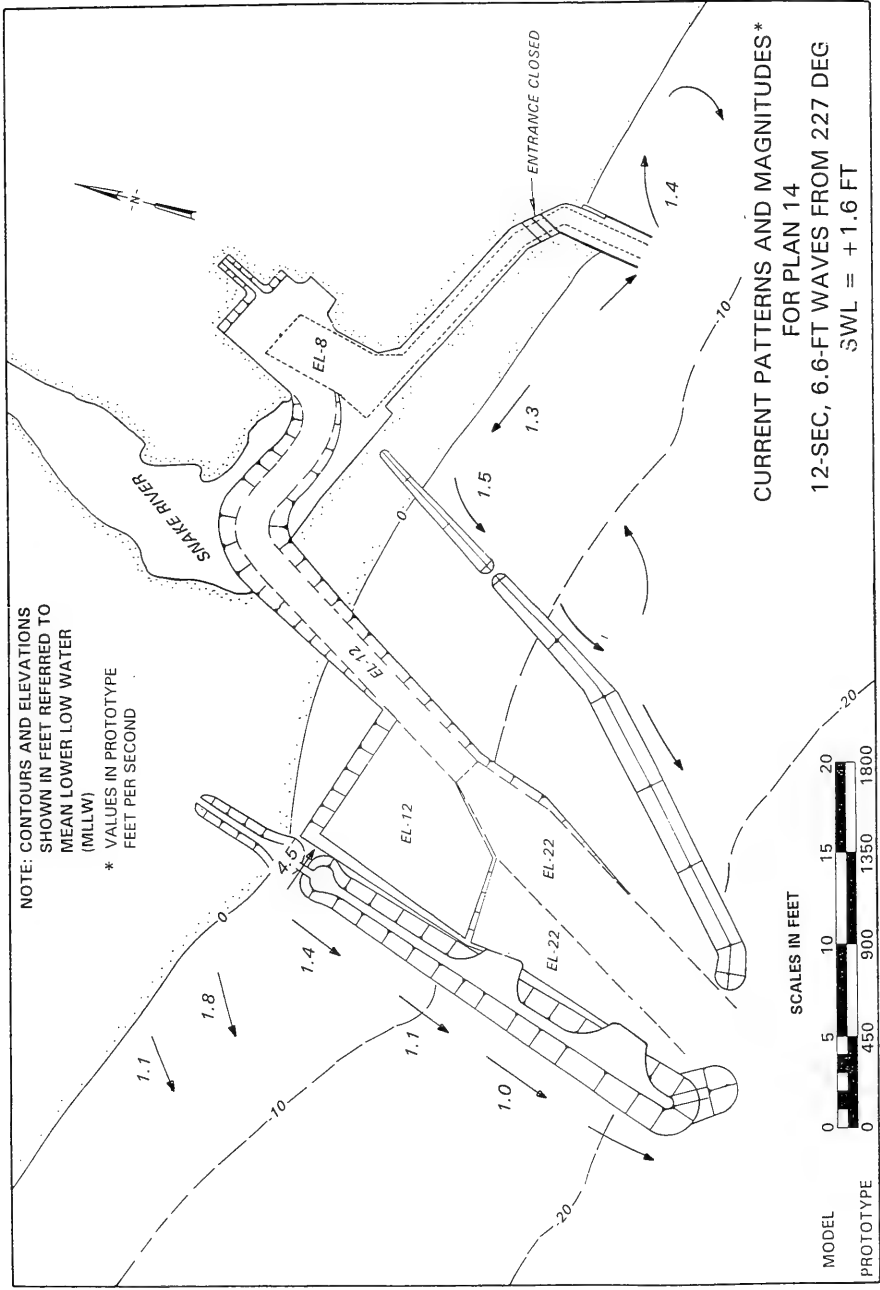 NOTE: CONTOURS AND ELEVATIONS
SHOWN IN FEET REFERRED TO
MEAN LOWER LOW WATER
(MLLW)
* VALUES IN PROTOTYPE
FEET PER SECOND
SNAKE RIVER
-N-
EL-8
ENTRANCE CLOSED
0
1.1
1.8
4.5
1.4
1.1
1.0
0
EL-12
EL-12
EL-22
EL-22
1.3
1.5
1.4
-10
-10
-20
-20
SCALES IN FEET
MODEL 0 5 10 15 20
PROTOTYPE 0 450 900 1350 1800
CURRENT PATTERNS AND MAGNITUDES*
FOR PLAN 14
12-SEC, 6.6-FT WAVES FROM 227 DEG
SWL = +1.6 FT